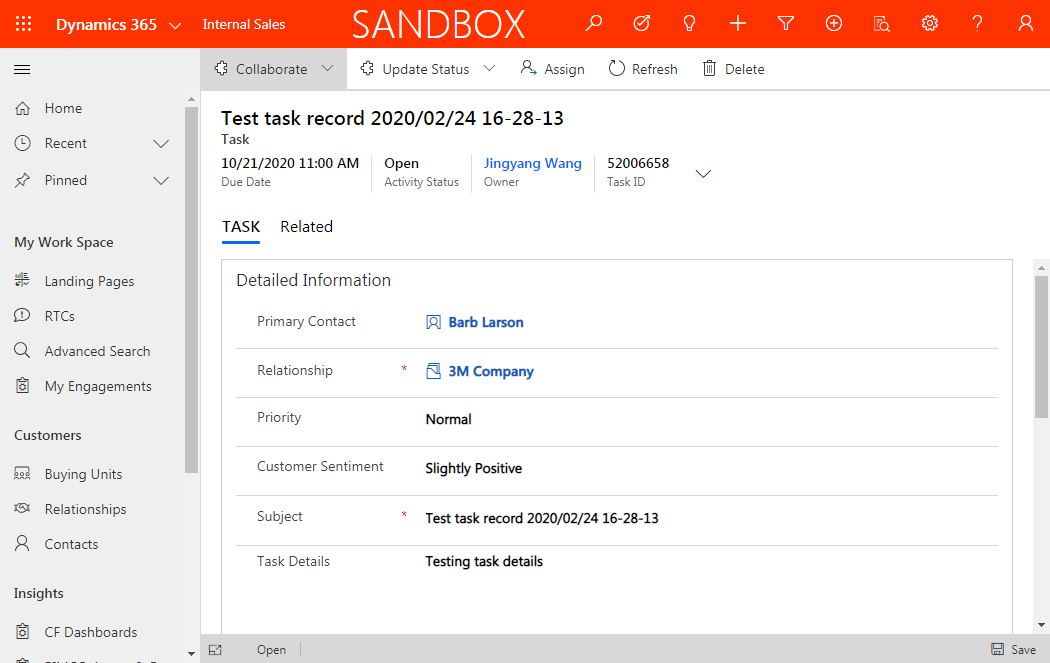 Dynamics 365
Internal Sales
SANDBOX
Collaborate
Update Status
Assign
Refresh
Delete
Home
Recent
Pinned
My Work Space
Landing Pages
RTCs
Advanced Search
My Engagements
Customers
Buying Units
Relationships
Contacts
Insights
CF Dashboards
Test task record 2020/02/24 16-28-13
Task
10/21/2020 11:00 AM
Due Date
Open
Activity Status
Jingyang Wang
Owner
52006658
Task ID
TASK
Related
Detailed Information
Primary Contact
Barb Larson
Relationship *
3M Company
Priority
Normal
Customer Sentiment
Slightly Positive
Subject *
Test task record 2020/02/24 16-28-13
Task Details
Testing task details
Open
Save